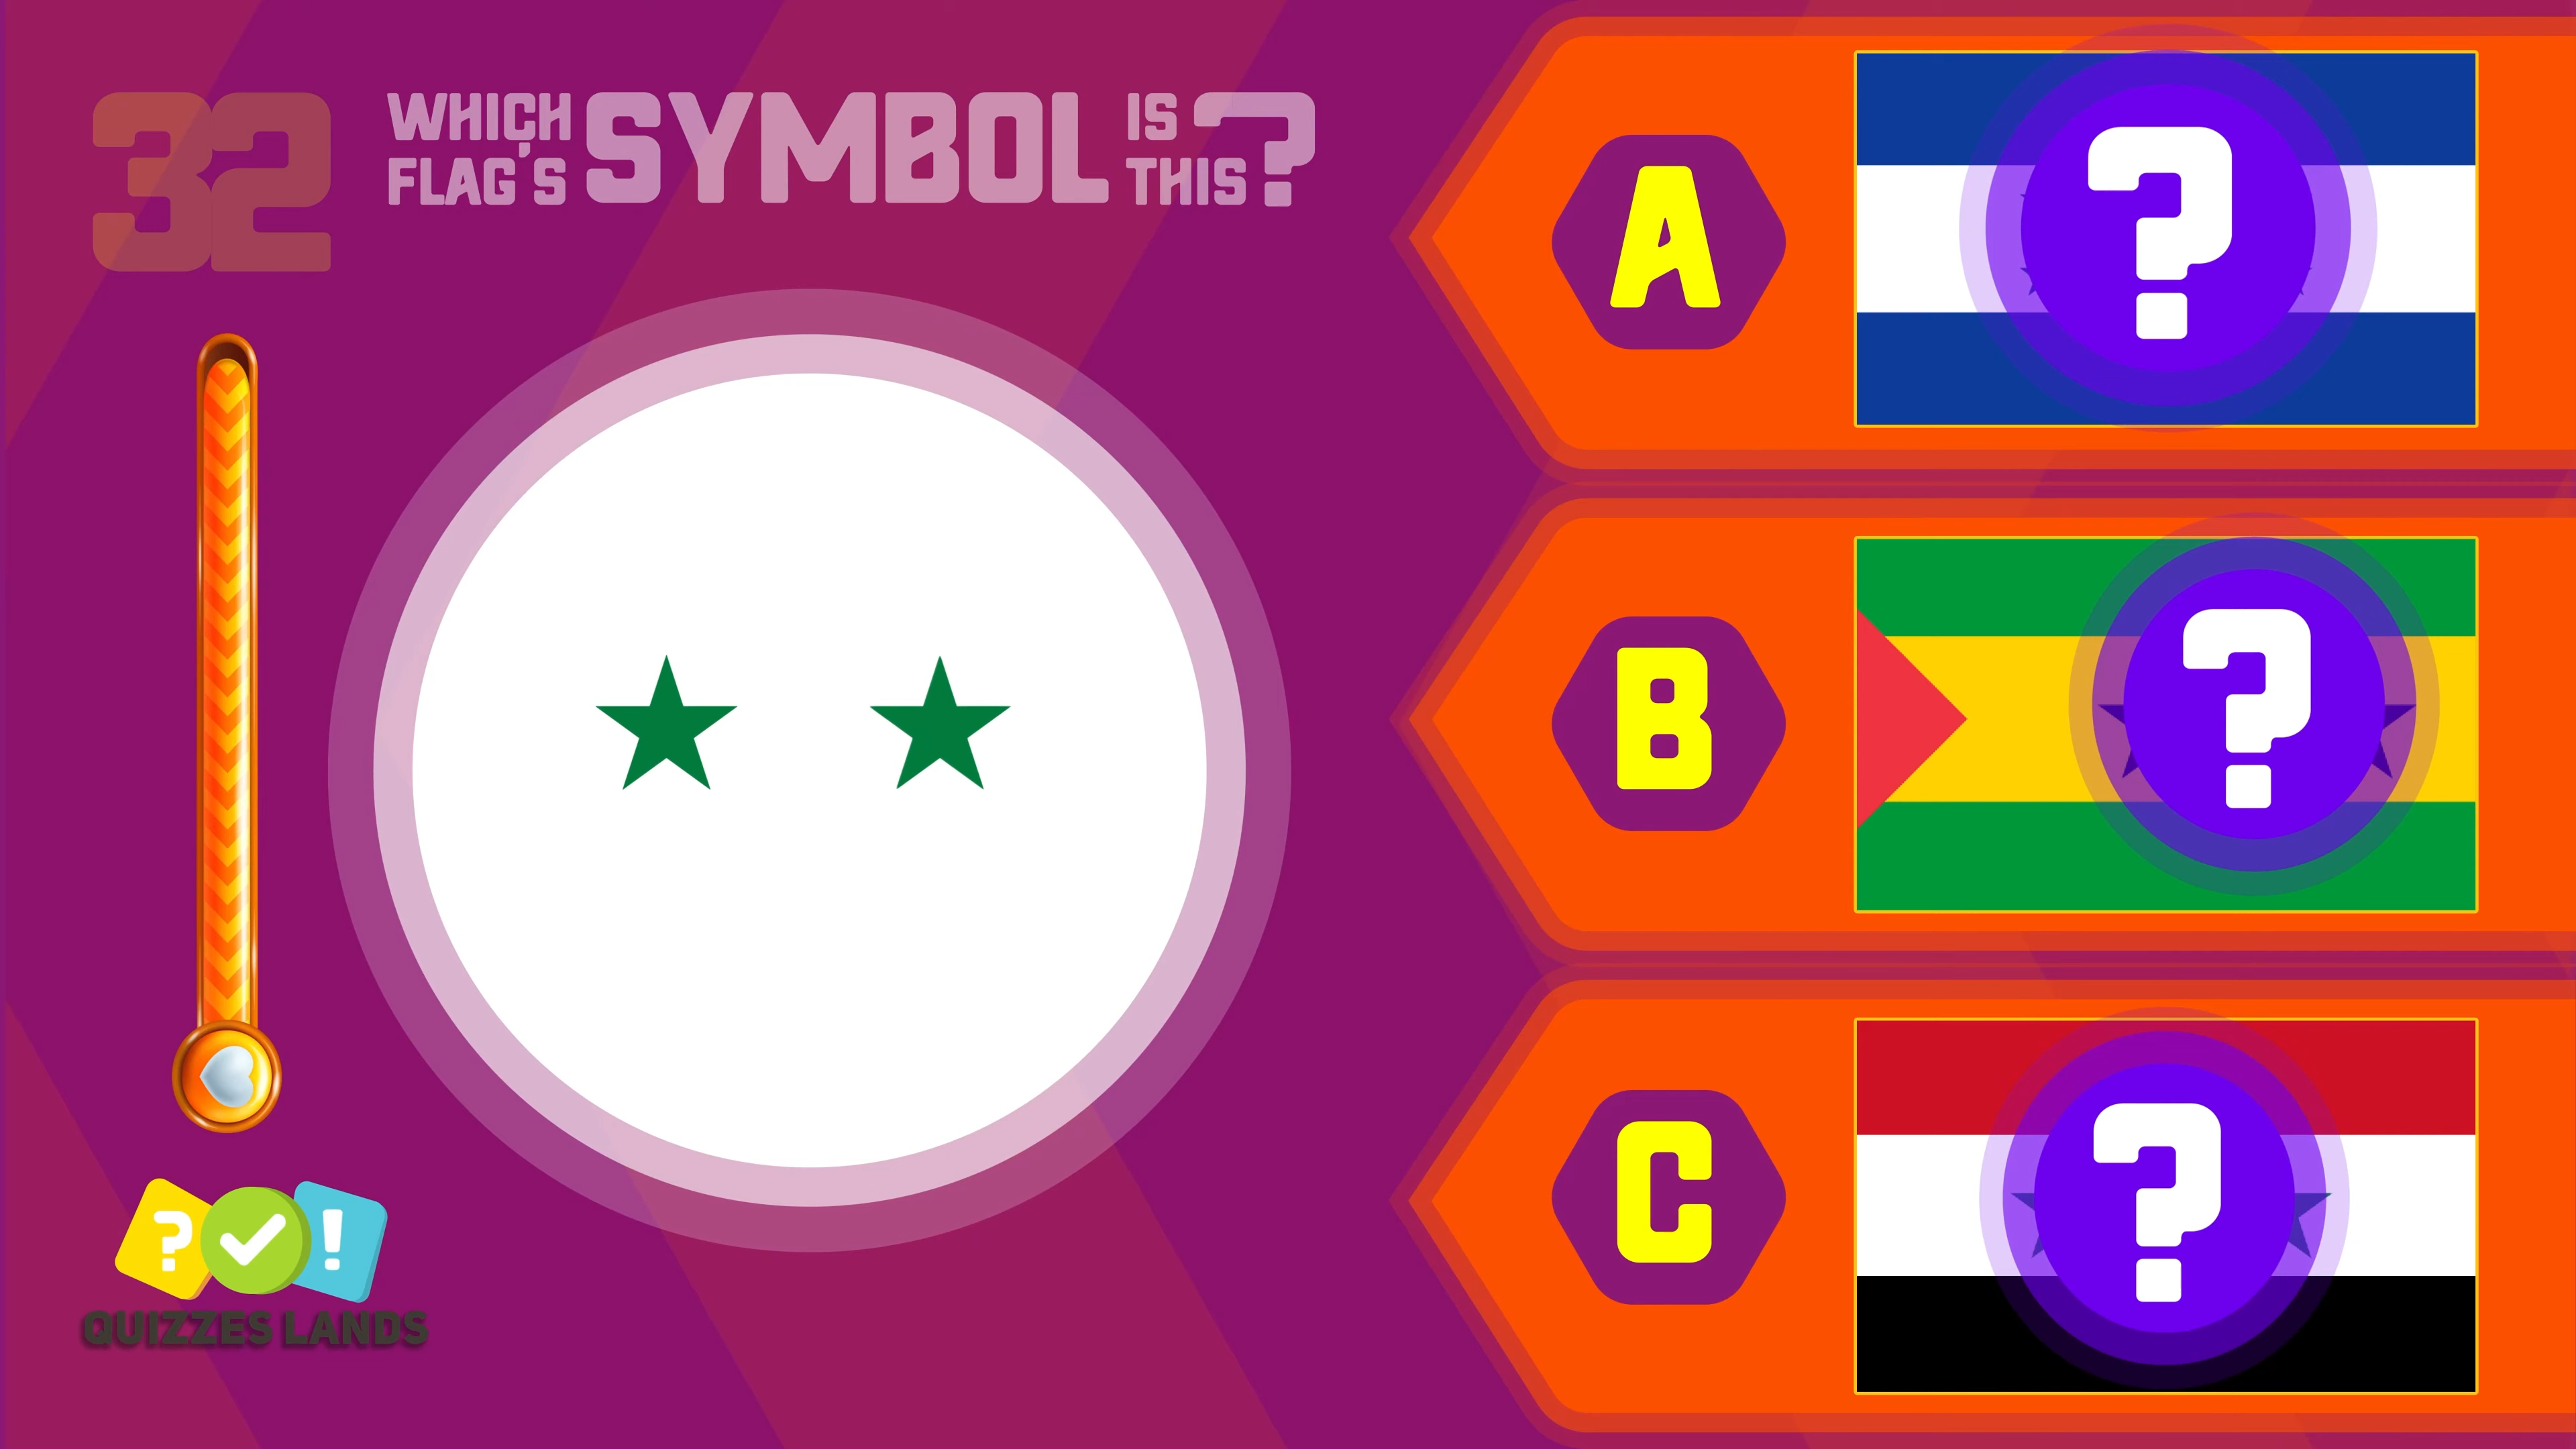 32
WHICH
FLAG'S
SYMBOL
IS
THIS
?
A
?
B
?
C
?
? !
QUIZZES LANDS